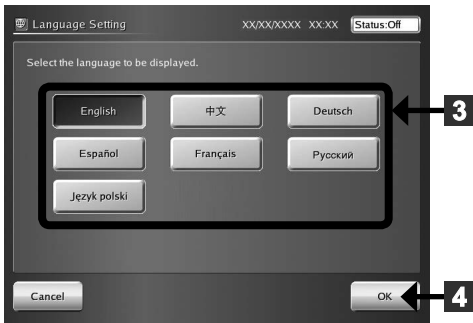 Language Setting XX/XX/XXXX XX:XX Status:Off
Select the language to be displayed.
English 中文 Deutsch 3
Español Français Русский
Język polski
Cancel OK 4